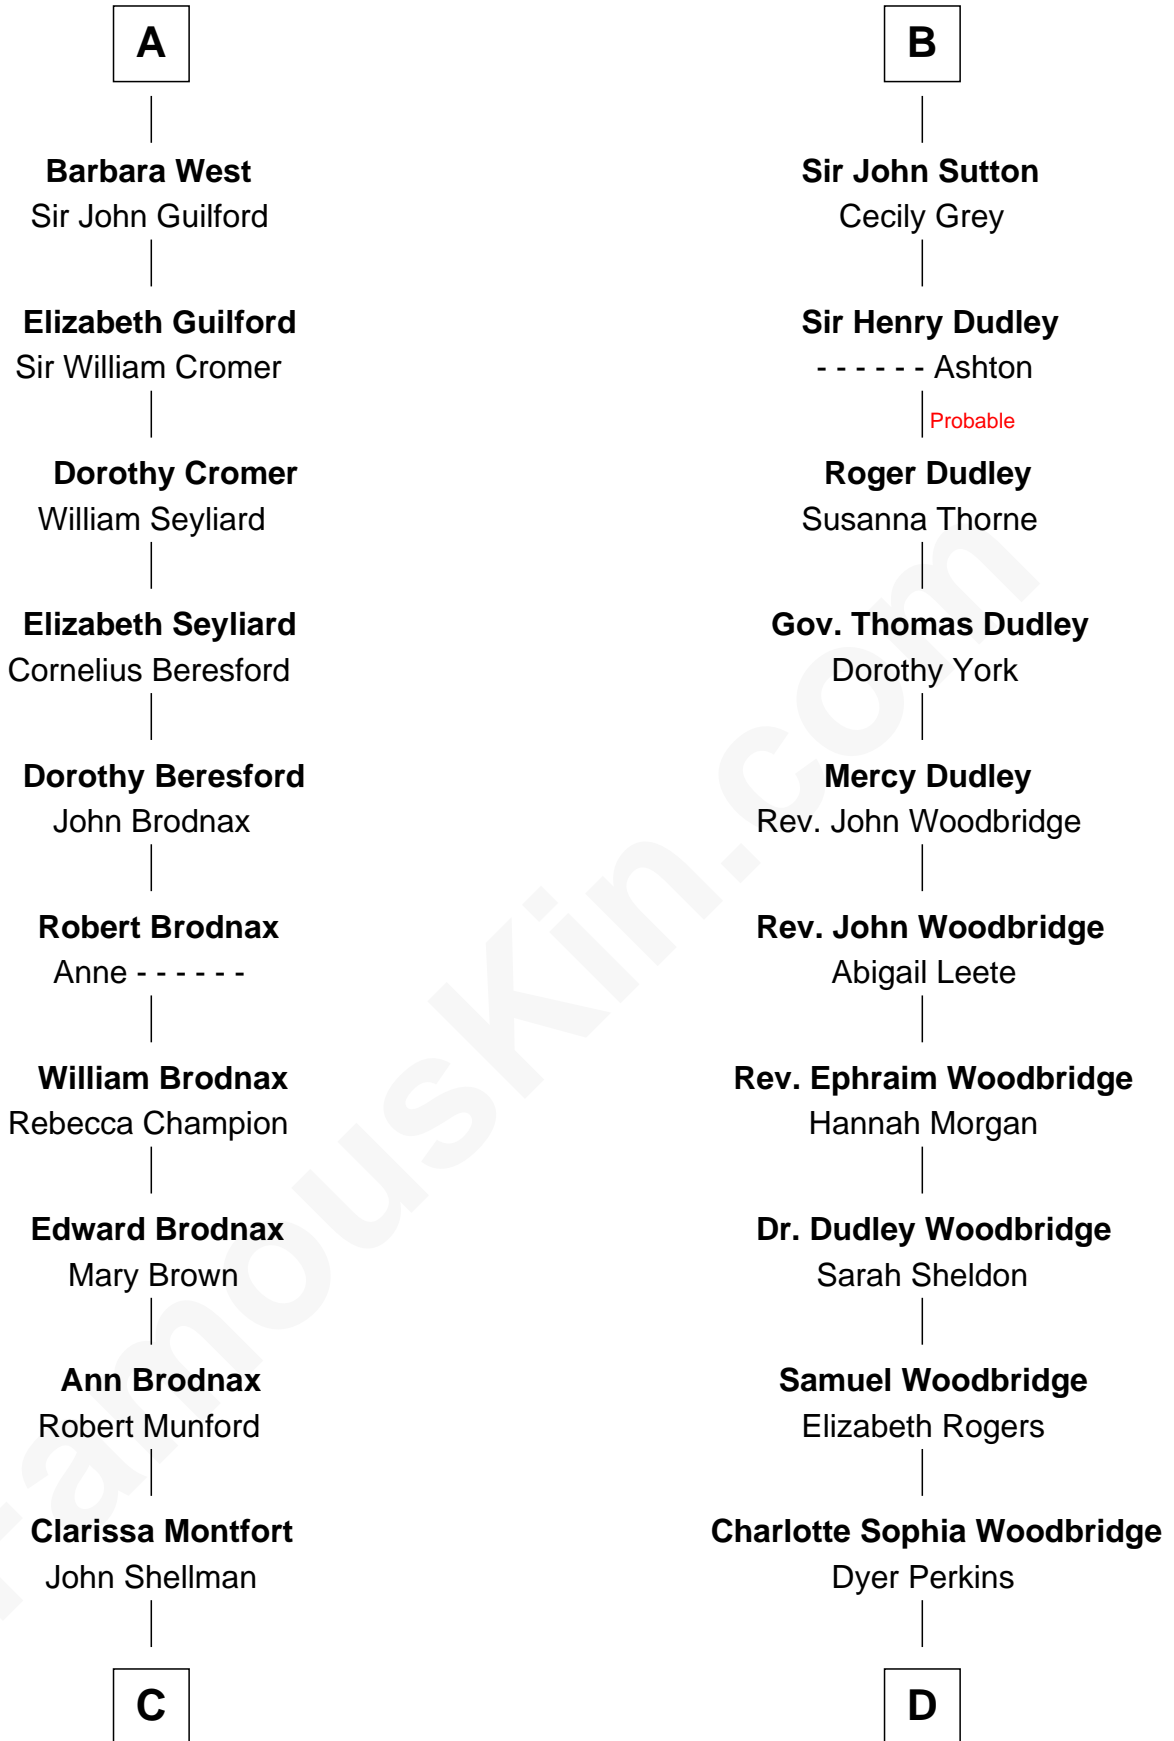 A
Barbara West
Sir John Guilford
Elizabeth Guilford
Sir William Cromer
Dorothy Cromer
William Seyliard
Elizabeth Seyliard
Cornelius Beresford
Dorothy Beresford
John Brodnax
Robert Brodnax
Anne - - - - - -
William Brodnax
Rebecca Champion
Edward Brodnax
Mary Brown
Ann Brodnax
Robert Munford
Clarissa Montfort
John Shellman
C
B
Sir John Sutton
Cecily Grey
Sir Henry Dudley
- - - - - - Ashton
Probable
Roger Dudley
Susanna Thorne
Gov. Thomas Dudley
Dorothy York
Mercy Dudley
Rev. John Woodbridge
Rev. John Woodbridge
Abigail Leete
Rev. Ephraim Woodbridge
Hannah Morgan
Dr. Dudley Woodbridge
Sarah Sheldon
Samuel Woodbridge
Elizabeth Rogers
Charlotte Sophia Woodbridge
Dyer Perkins
D
FamousKin.com